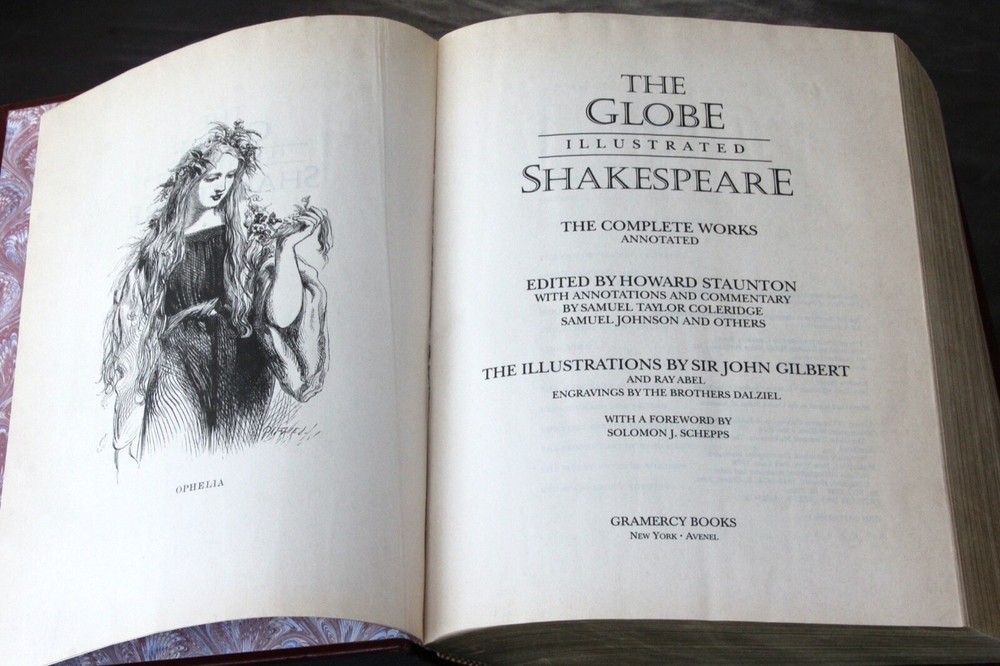 OPHELIA
THE
GLOBE
ILLUSTRATED
SHAKESPEARE
THE COMPLETE WORKS
ANNOTATED
EDITED BY HOWARD STAUNTON
WITH ANNOTATIONS AND COMMENTARY
BY SAMUEL TAYLOR COLERIDGE
SAMUEL JOHNSON AND OTHERS
THE ILLUSTRATIONS BY SIR JOHN GILBERT
AND RAY ABEL
ENGRAVINGS BY THE BROTHERS DALZIEL
WITH A FOREWORD BY
SOLOMON J. SCHEPPS
GRAMERCY BOOKS
NEW YORK · AVENEL